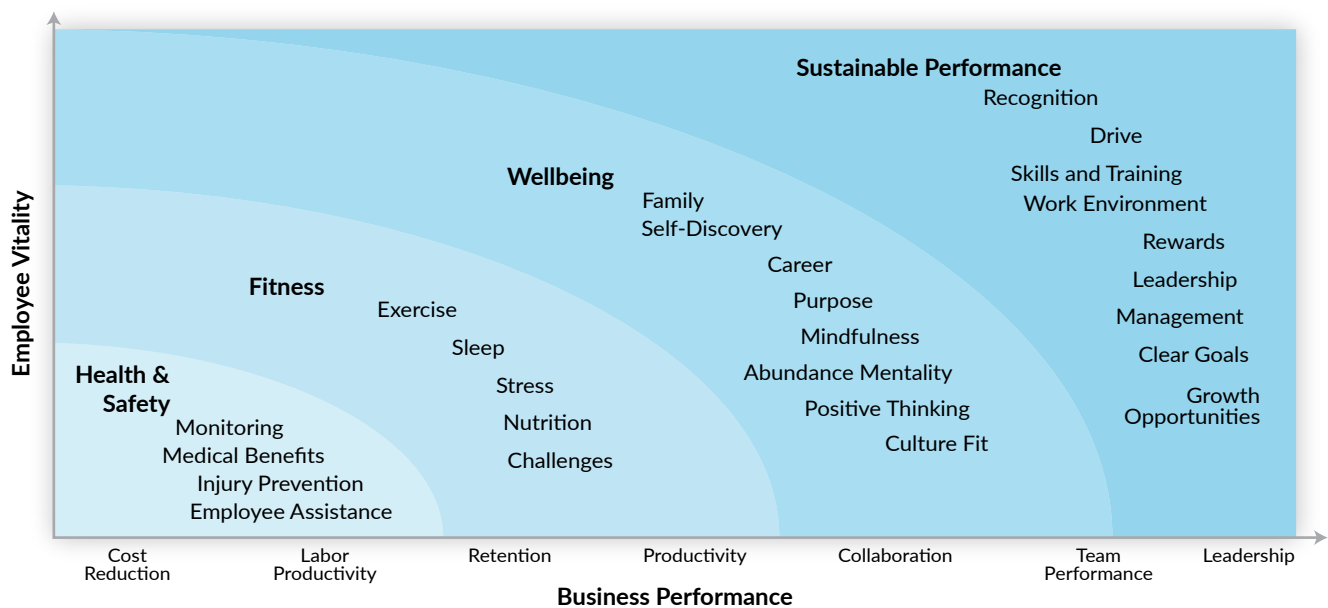 Employee Vitality
Sustainable Performance
Recognition
Drive
Skills and Training
Work Environment
Rewards
Leadership
Management
Clear Goals
Growth
Opportunities
Wellbeing
Family
Self-Discovery
Career
Purpose
Mindfulness
Abundance Mentality
Positive Thinking
Culture Fit
Fitness
Exercise
Sleep
Stress
Nutrition
Challenges
Health &
Safety
Monitoring
Medical Benefits
Injury Prevention
Employee Assistance
Cost
Reduction
Labor
Productivity
Retention
Productivity
Collaboration
Team
Performance
Leadership
Business Performance